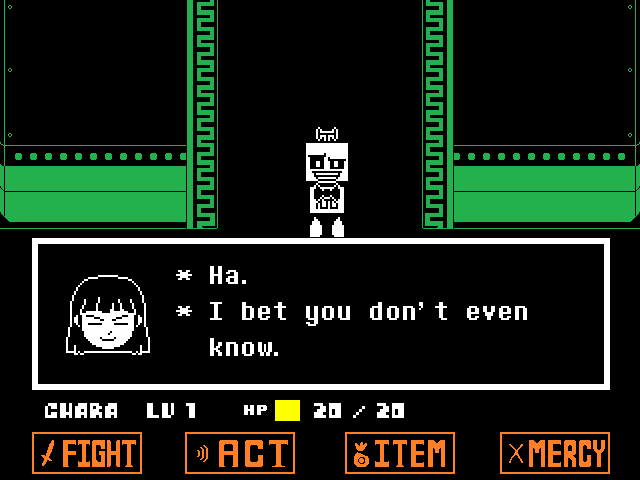 * Ha.
* I bet you don't even
know.
CHARA LV 1 HP 20 / 20
FIGHT ACT ITEM MERCY